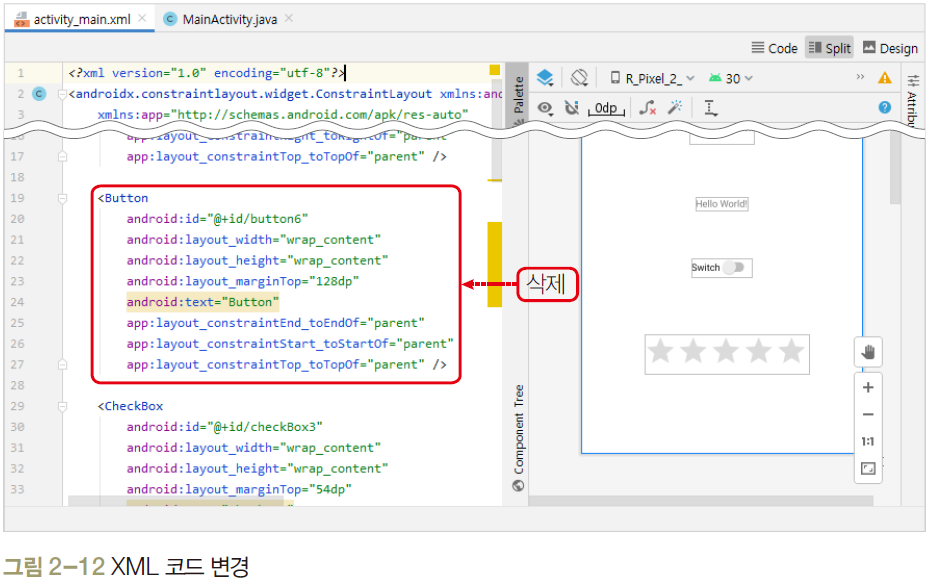 activity_main.xml
MainActivity.java
Code
Split
Design
1 <?xml version="1.0" encoding="utf-8"?>
2 <androidx.constraintlayout.widget.ConstraintLayout xmlns:and
3 xmlns:app="http://schemas.android.com/apk/res-auto"
17 app:layout_constraintTop_toTopOf="parent" />
18
19 <Button
20 android:id="@+id/button6"
21 android:layout_width="wrap_content"
22 android:layout_height="wrap_content"
23 android:layout_marginTop="128dp"
24 android:text="Button"
25 app:layout_constraintEnd_toEndOf="parent"
26 app:layout_constraintStart_toStartOf="parent"
27 app:layout_constraintTop_toTopOf="parent" />
28
29 <CheckBox
30 android:id="@+id/checkBox3"
31 android:layout_width="wrap_content"
32 android:layout_height="wrap_content"
33 android:layout_marginTop="54dp"
삭제
Palette
Component Tree
R_Pixel_2_
30
0dp
Attribu
Hello World!
Switch
1:1
그림 2-12 XML 코드 변경